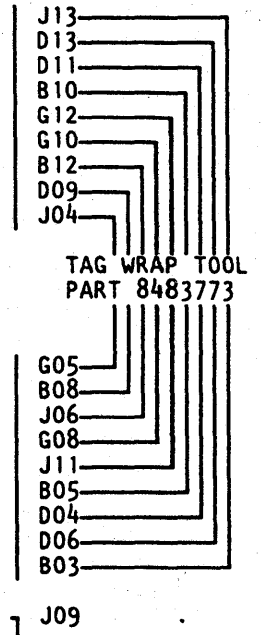 J13
D13
D11
B10
G12
G10
B12
D09
J04
TAG WRAP TOOL
PART 8483773
G05
B08
J06
G08
J11
B05
D04
D06
B03
J09